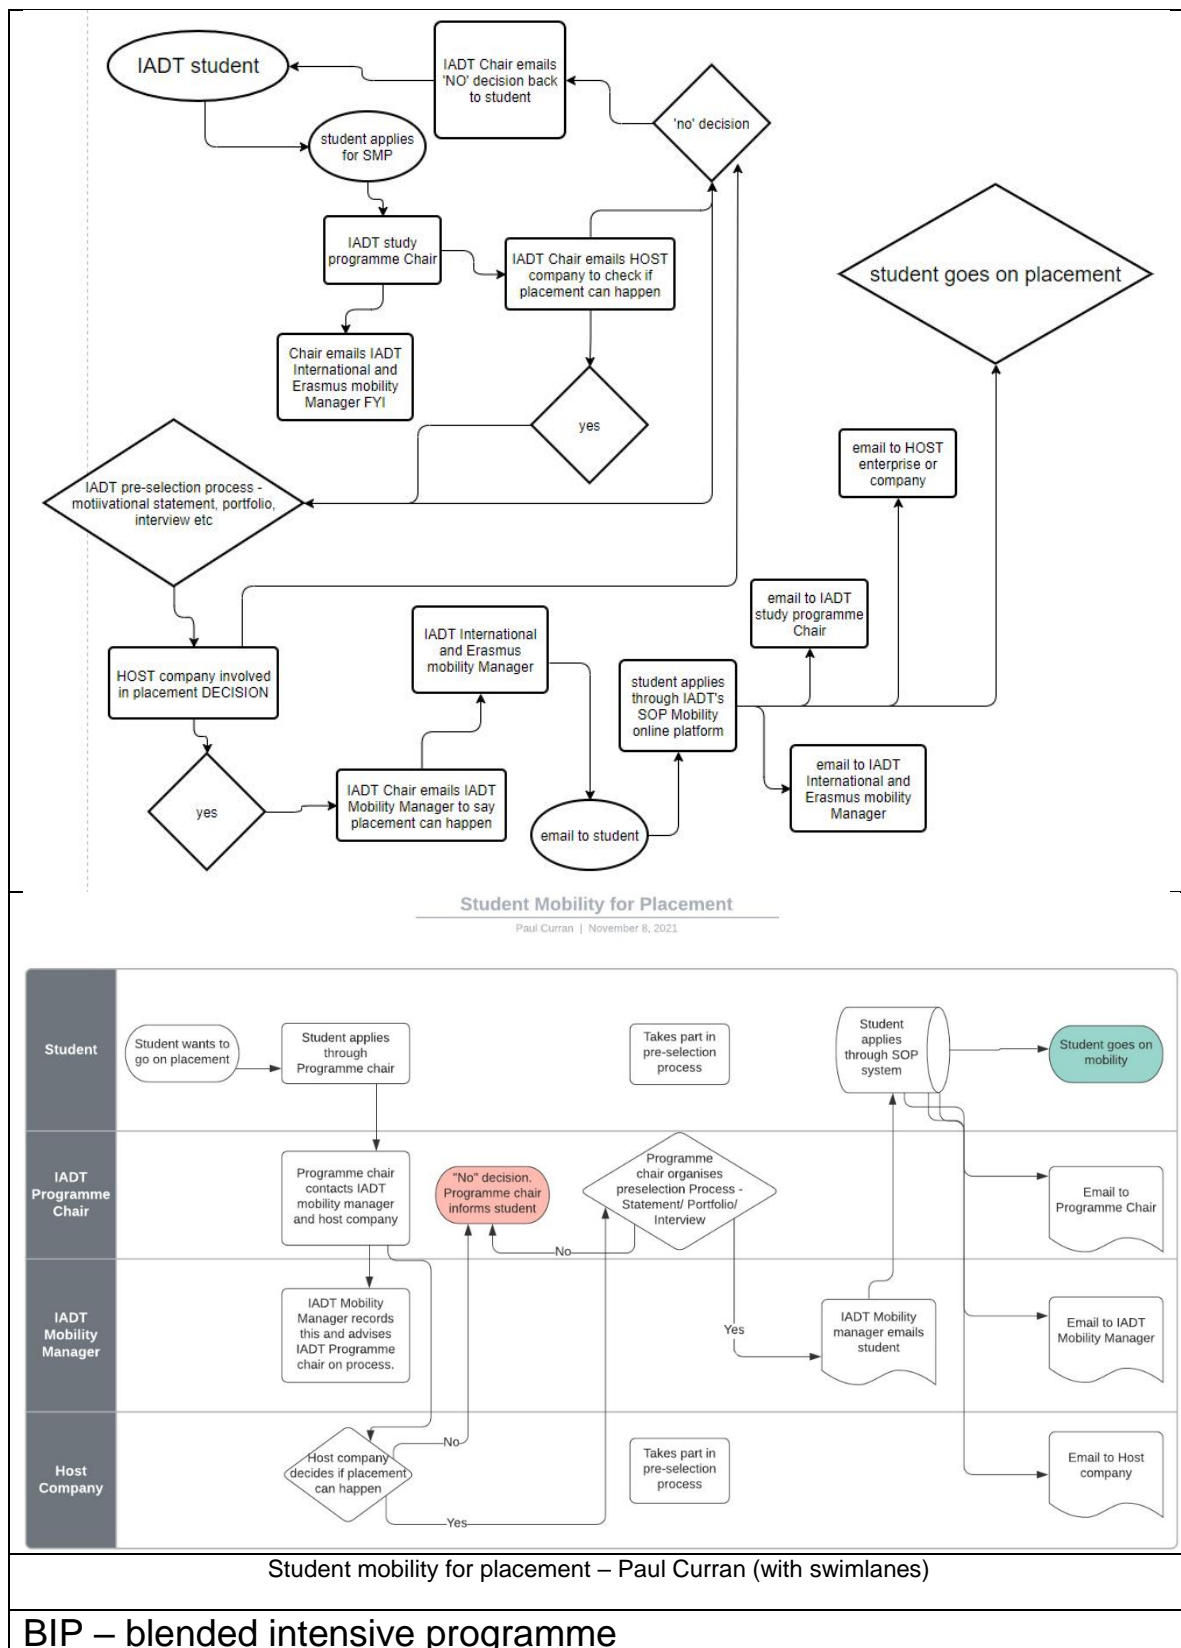 IADT student
IADT Chair emails
'NO' decision back
to student
'no' decision
student applies
for SMP
IADT study
programme Chair
IADT Chair emails HOST
company to check if
placement can happen
student goes on placement
Chair emails IADT
International and
Erasmus mobility
Manager FYI
yes
email to HOST
enterprise or
company
IADT pre-selection process -
motiivational statement, portfolio,
interview etc
email to IADT
study programme
Chair
IADT International
and Erasmus
mobility Manager
HOST company involved
in placement DECISION
student applies
through IADT's
SOP Mobility
online platform
yes
IADT Chair emails IADT
Mobility Manager to say
placement can happen
email to student
email to IADT
International and
Erasmus mobility
Manager
Student Mobility for Placement
Paul Curran | November 8, 2021
Student
Student wants to
go on placement
Student applies
through
Programme chair
Takes part in
pre-selection
process
Student
applies
through SOP
system
Student goes on
mobility
IADT
Programme
Chair
Programme chair
contacts IADT
mobility manager
and host company
"No" decision.
Programme chair
informs student
Programme
chair organises
preselection Process -
Statement/ Portfolio/
Interview
Email to
Programme Chair
No
IADT
Mobility
Manager
IADT Mobility
Manager records
this and advises
IADT Programme
chair on process.
Yes
IADT Mobility
manager emails
student
Email to IADT
Mobility Manager
Host
Company
Host company
decides if placement
can happen
No
Yes
Takes part in
pre-selection
process
Email to Host
company
Student mobility for placement – Paul Curran (with swimlanes)
BIP – blended intensive programme